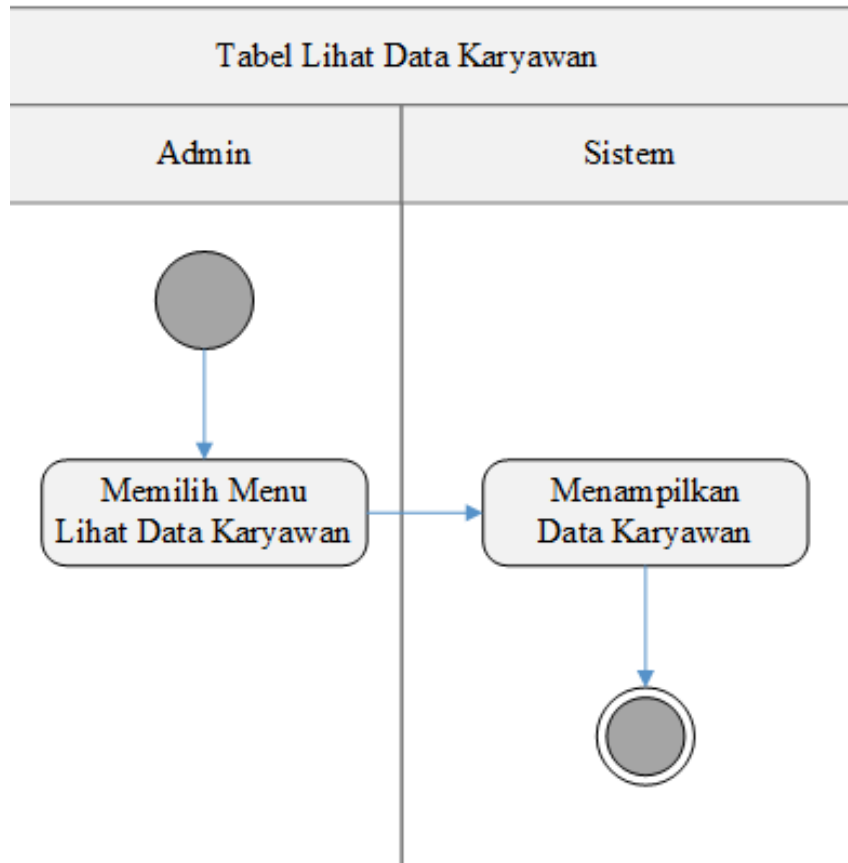 Tabel Lihat Data Karyawan
Admin
Sistem
Memilih Menu
Lihat Data Karyawan
Menampilkan
Data Karyawan